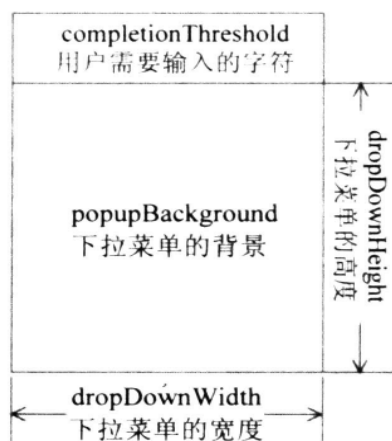 completionThreshold
用户需要输入的字符
popupBackground
下拉菜单的背景
dropDownHeight
下拉菜单的高度
dropDownWidth
下拉菜单的宽度